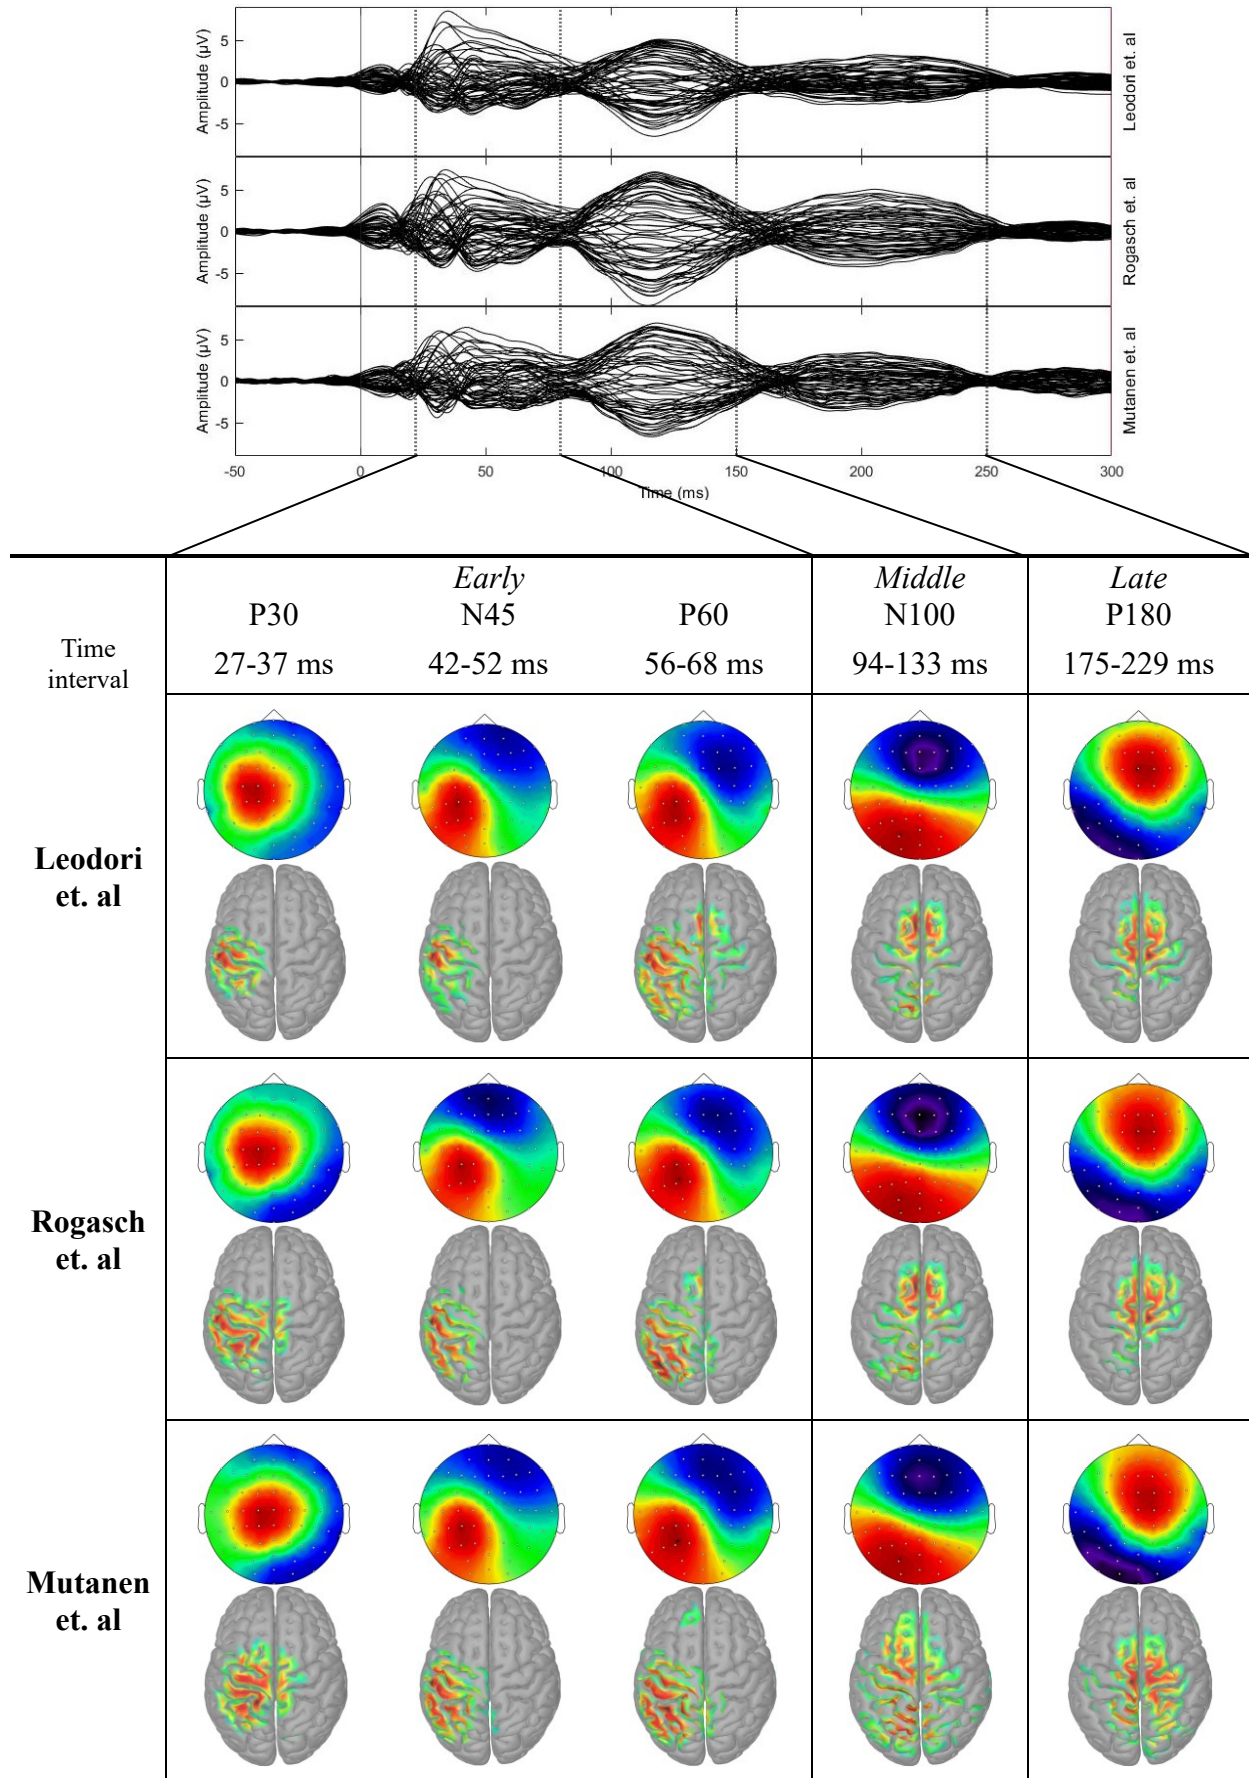 Amplitude (µV)
5
0
-5
Leodori et. al
Amplitude (µV)
5
0
-5
Rogasch et. al
Amplitude (µV)
5
0
-5
Mutanen et. al
-50 0 50 100 150 200 250 300
Time (ms)
Early Middle Late
P30 N45 P60 N100 P180
Time
interval
27-37 ms 42-52 ms 56-68 ms 94-133 ms 175-229 ms
Leodori
et. al
Rogasch
et. al
Mutanen
et. al